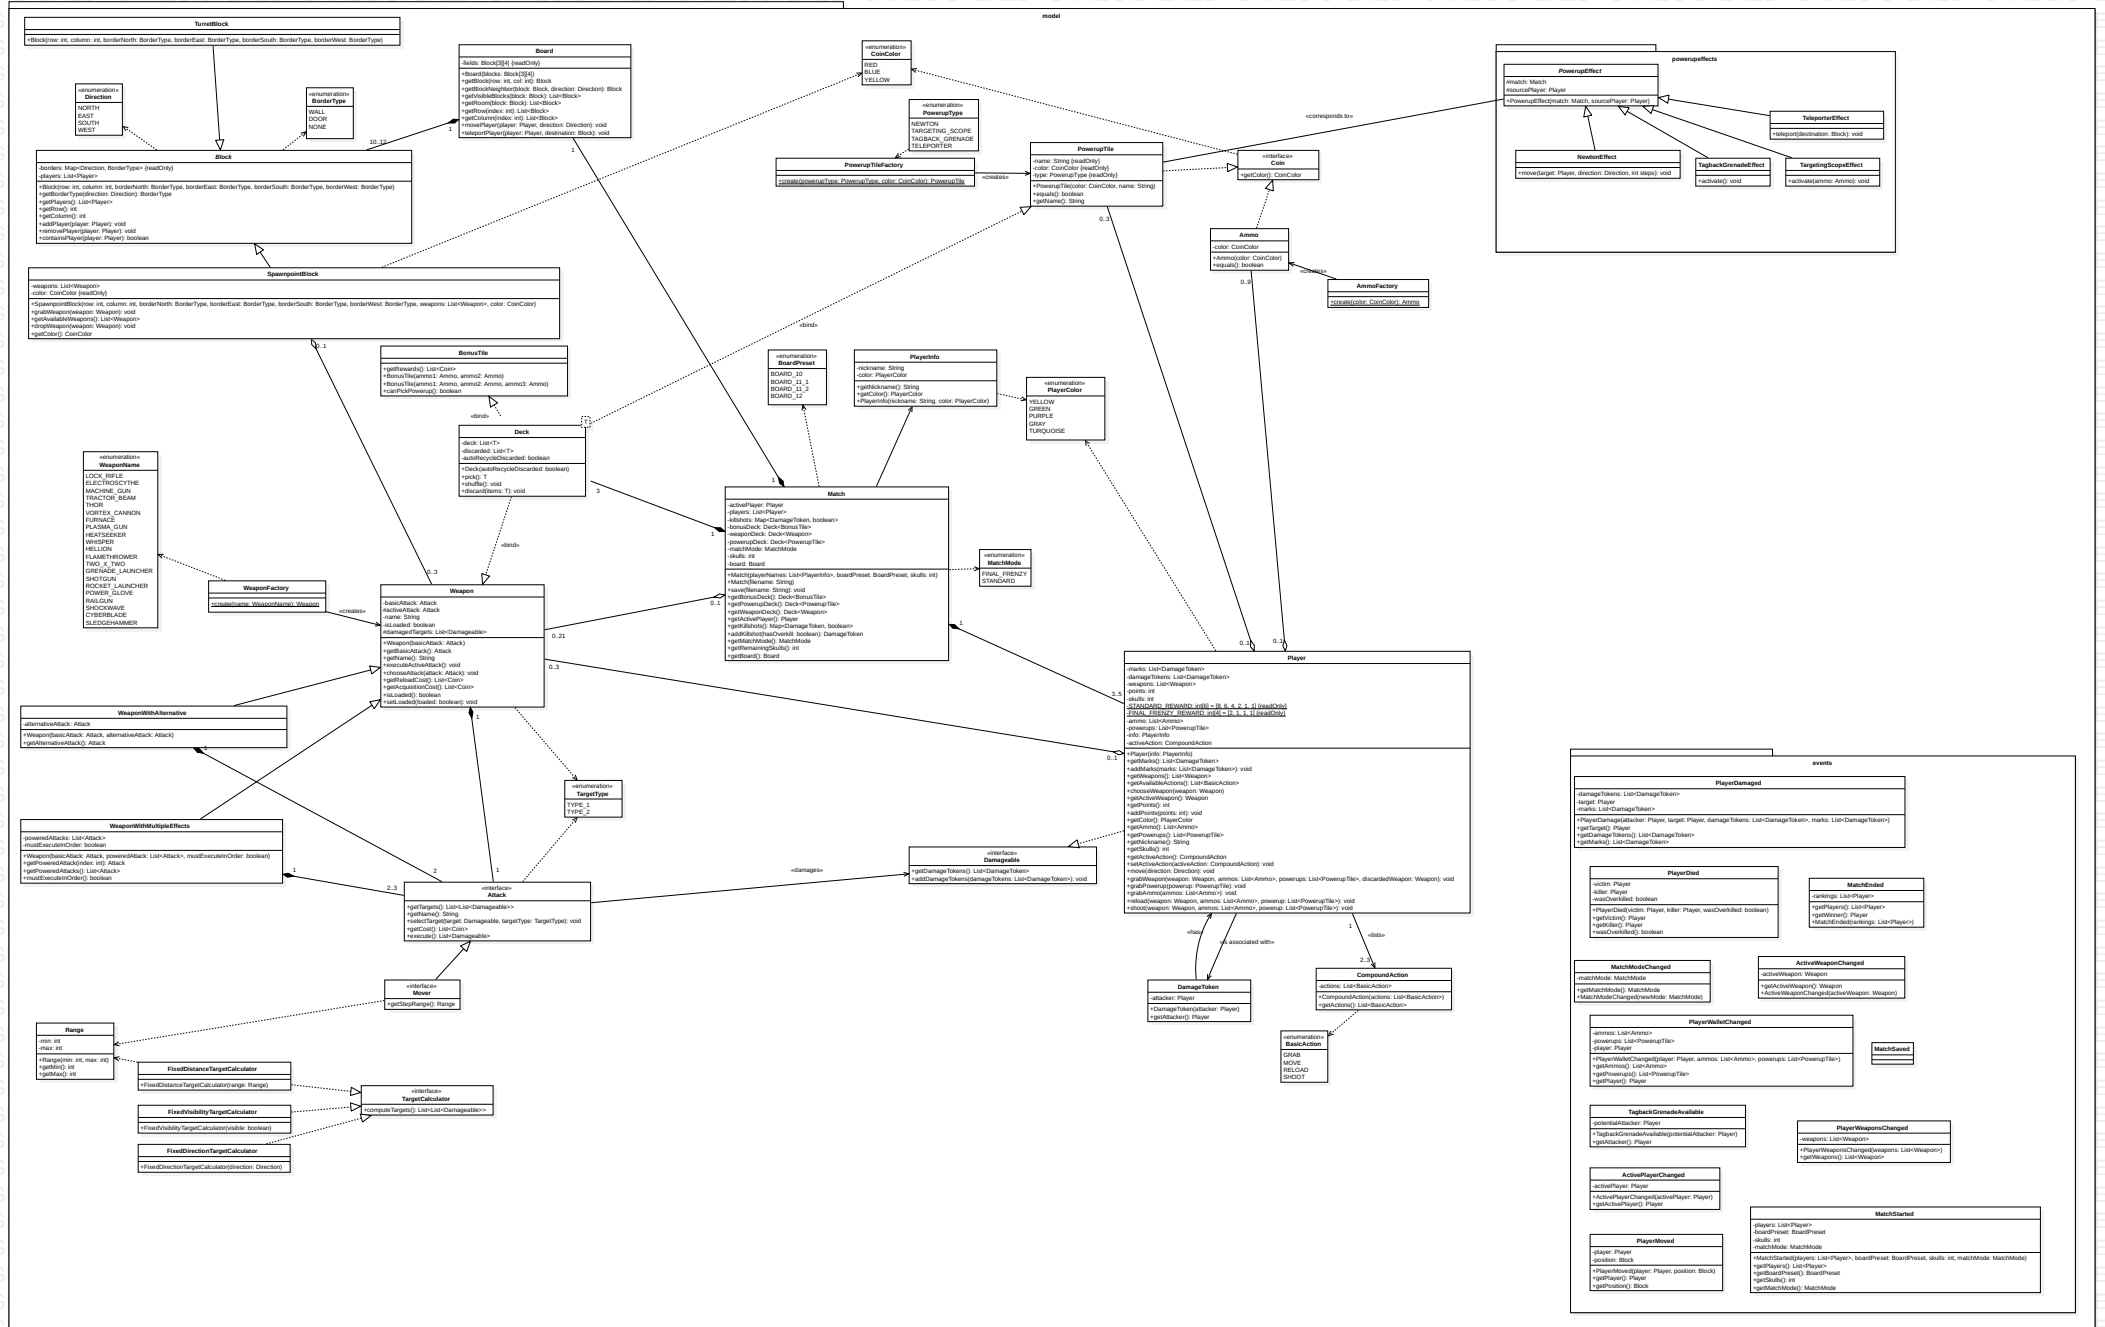 model
TurretBlock
+Block(row: int, column: int, borderNorth: BorderType, borderEast: BorderType, borderSouth: BorderType, borderWest: BorderType)
«enumeration»
Direction
NORTH
EAST
SOUTH
WEST
«enumeration»
BorderType
WALL
DOOR
NONE
Board
-fields: Block[3][4] {readOnly}
+Board(blocks: Block[3][4])
+getBlock(row: int, col: int): Block
+getBlockNeighbor(block: Block, direction: Direction): Block
+getVisibleBlocks(block: Block): List<Block>
+getRoom(block: Block): List<Block>
+getRow(index: int): List<Block>
+getColumn(index: int): List<Block>
+movePlayer(player: Player, direction: Direction): void
+teleportPlayer(player: Player, destination: Block): void
1
10..12
1
Block
-borders: Map<Direction, BorderType> {readOnly}
-players: List<Player>
+Block(row: int, column: int, borderNorth: BorderType, borderEast: BorderType, borderSouth: BorderType, borderWest: BorderType)
+getBorderType(direction: Direction): BorderType
+getPlayers(): List<Player>
+getRow(): int
+getColumn(): int
+addPlayer(player: Player): void
+removePlayer(player: Player): void
+containsPlayer(player: Player): boolean
SpawnpointBlock
-weapons: List<Weapon>
-color: CoinColor {readOnly}
+SpawnpointBlock(row: int, column: int, borderNorth: BorderType, borderEast: BorderType, borderSouth: BorderType, borderWest: BorderType, weapons: List<Weapon>, color: CoinColor)
+grabWeapon(weapon: Weapon): void
+getAvailableWeapons(): List<Weapon>
+dropWeapon(weapon: Weapon): void
+getColor(): CoinColor
0..1
«enumeration»
CoinColor
RED
BLUE
YELLOW
«enumeration»
PowerupType
NEWTON
TARGETING_SCOPE
TAGBACK_GRENADE
TELEPORTER
PowerupTileFactory
+create(powerupType: PowerupType, color: CoinColor): PowerupTile
«creates»
PowerupTile
-name: String {readOnly}
-color: CoinColor {readOnly}
-type: PowerupType {readOnly}
+PowerupTile(color: CoinColor, name: String)
+equals(): boolean
+getName(): String
0..3
«interface»
Coin
+getColor(): CoinColor
«corresponds to»
Ammo
-color: CoinColor
+Ammo(color: CoinColor)
+equals(): boolean
0..9
«creates»
AmmoFactory
+create(color: CoinColor): Ammo
powerupeffects
PowerupEffect
#match: Match
#sourcePlayer: Player
+PowerupEffect(match: Match, sourcePlayer: Player)
TeleporterEffect
+teleport(destination: Block): void
NewtonEffect
+move(target: Player, direction: Direction, int steps): void
TagbackGrenadeEffect
+activate(): void
TargetingScopeEffect
+activate(ammo: Ammo): void
«bind»
BonusTile
+getRewards(): List<Coin>
+BonusTile(ammo1: Ammo, ammo2: Ammo)
+BonusTile(ammo1: Ammo, ammo2: Ammo, ammo3: Ammo)
+canPickPowerup(): boolean
«bind»
T
Deck
-deck: List<T>
-discarded: List<T>
-autoRecycleDiscarded: boolean
+Deck(autoRecycleDiscarded: boolean)
+pick(): T
+shuffle(): void
+discard(items: T): void
3
«bind»
«enumeration»
BoardPreset
BOARD_10
BOARD_11_1
BOARD_11_2
BOARD_12
PlayerInfo
-nickname: String
-color: PlayerColor
+getNickname(): String
+getColor(): PlayerColor
+PlayerInfo(nickname: String, color: PlayerColor)
«enumeration»
PlayerColor
YELLOW
GREEN
PURPLE
GRAY
TURQUOISE
«enumeration»
WeaponName
LOCK_RIFLE
ELECTROSCYTHE
MACHINE_GUN
TRACTOR_BEAM
THOR
VORTEX_CANNON
FURNACE
PLASMA_GUN
HEATSEEKER
WHISPER
HELLION
FLAMETHROWER
TWO_X_TWO
GRENADE_LAUNCHER
SHOTGUN
ROCKET_LAUNCHER
POWER_GLOVE
RAILGUN
SHOCKWAVE
CYBERBLADE
SLEDGEHAMMER
WeaponFactory
+create(name: WeaponName): Weapon
«creates»
0..3
Weapon
-basicAttack: Attack
#activeAttack: Attack
-name: String
-isLoaded: boolean
#damagedTargets: List<Damageable>
+Weapon(basicAttack: Attack)
+getBasicAttack(): Attack
+getName(): String
+executeActiveAttack(): void
+chooseAttack(attack: Attack): void
+getReloadCost(): List<Coin>
+getAcquisitionCost(): List<Coin>
+isLoaded(): boolean
+setLoaded(loaded: boolean): void
0..21
0..3
1
1
1
0..1
Match
-activePlayer: Player
-players: List<Player>
-killshots: Map<DamageToken, boolean>
-bonusDeck: Deck<BonusTile>
-weaponDeck: Deck<Weapon>
-powerupDeck: Deck<PowerupTile>
-matchMode: MatchMode
-skulls: int
-board: Board
+Match(playerNames: List<PlayerInfo>, boardPreset: BoardPreset, skulls: int)
+Match(filename: String)
+save(filename: String): void
+getBonusDeck(): Deck<BonusTile>
+getPowerupDeck(): Deck<PowerupTile>
+getWeaponDeck(): Deck<Weapon>
+getActivePlayer(): Player
+getKillshots(): Map<DamageToken, boolean>
+addKillshot(hasOverkill: boolean): DamageToken
+getMatchMode(): MatchMode
+getRemainingSkulls(): int
+getBoard(): Board
1
«enumeration»
MatchMode
FINAL_FRENZY
STANDARD
0..1
0..1
3..5
0..1
Player
-marks: List<DamageToken>
-damageTokens: List<DamageToken>
-weapons: List<Weapon>
-points: int
-skulls: int
-STANDARD_REWARD: int[6] = [8, 6, 4, 2, 1, 1] {readOnly}
-FINAL_FRENZY_REWARD: int[4] = [2, 1, 1, 1] {readOnly}
-ammo: List<Ammo>
-powerups: List<PowerupTile>
-info: PlayerInfo
-activeAction: CompoundAction
+Player(info: PlayerInfo)
+getMarks(): List<DamageToken>
+addMarks(marks: List<DamageToken>): void
+getWeapons(): List<Weapon>
+getAvailableActions(): List<BasicAction>
+chooseWeapon(weapon: Weapon)
+getActiveWeapon(): Weapon
+getPoints(): int
+addPoints(points: int): void
+getColor(): PlayerColor
+getAmmo(): List<Ammo>
+getPowerups(): List<PowerupTile>
+getNickname(): String
+getSkulls(): int
+getActiveAction(): CompoundAction
+setActiveAction(activeAction: CompoundAction): void
+move(direction: Direction): void
+grabWeapon(weapon: Weapon, ammos: List<Ammo>, powerups: List<PowerupTile>, discardedWeapon: Weapon): void
+grabPowerup(powerup: PowerupTile): void
+grabAmmo(ammos: List<Ammo>): void
+reload(weapon: Weapon, ammos: List<Ammo>, powerup: List<PowerupTile>): void
+shoot(weapon: Weapon, ammos: List<Ammo>, powerup: List<PowerupTile>): void
WeaponWithAlternative
-alternativeAttack: Attack
+Weapon(basicAttack: Attack, alternativeAttack: Attack)
+getAlternativeAttack(): Attack
1
WeaponWithMultipleEffects
-poweredAttacks: List<Attack>
-mustExecuteInOrder: boolean
+Weapon(basicAttack: Attack, poweredAttack: List<Attack>, mustExecuteInOrder: boolean)
+getPoweredAttack(index: int): Attack
+getPoweredAttacks(): List<Attack>
+mustExecuteInOrder(): boolean
1
2..3
2
1
«enumeration»
TargetType
TYPE_1
TYPE_2
«interface»
Attack
+getTargets(): List<List<Damageable>>
+getName(): String
+selectTarget(target: Damageable, targetType: TargetType): void
+getCost(): List<Coin>
+execute(): List<Damageable>
«damages»
«interface»
Damageable
+getDamageTokens(): List<DamageToken>
+addDamageTokens(damageTokens: List<DamageToken>): void
«interface»
Mover
+getStepRange(): Range
Range
-min: int
-max: int
+Range(min: int, max: int)
+getMin(): int
+getMax(): int
FixedDistanceTargetCalculator
+FixedDistanceTargetCalculator(range: Range)
FixedVisibilityTargetCalculator
+FixedVisibilityTargetCalculator(visible: boolean)
FixedDirectionTargetCalculator
+FixedDirectionTargetCalculator(direction: Direction)
«interface»
TargetCalculator
+computeTargets(): List<List<Damageable>>
«has»
«is associated with»
1
«lists»
2..3
DamageToken
-attacker: Player
+DamageToken(attacker: Player)
+getAttacker(): Player
CompoundAction
-actions: List<BasicAction>
+CompoundAction(actions: List<BasicAction>)
+getActions(): List<BasicAction>
«enumeration»
BasicAction
GRAB
MOVE
RELOAD
SHOOT
events
PlayerDamaged
-damageTokens: List<DamageToken>
-target: Player
-marks: List<DamageToken>
+PlayerDamage(attacker: Player, target: Player, damageTokens: List<DamageToken>, marks: List<DamageToken>)
+getTarget(): Player
+getDamageTokens(): List<DamageToken>
+getMarks(): List<DamageToken>
PlayerDied
-victim: Player
-killer: Player
-wasOverkilled: boolean
+PlayerDied(victim: Player, killer: Player, wasOverkilled: boolean)
+getVictim(): Player
+getKiller(): Player
+wasOverkilled(): boolean
MatchEnded
-rankings: List<Player>
+getPlayers(): List<Player>
+getWinner(): Player
+MatchEnded(rankings: List<Player>)
MatchModeChanged
-matchMode: MatchMode
+getMatchMode(): MatchMode
+MatchModeChanged(newMode: MatchMode)
ActiveWeaponChanged
-activeWeapon: Weapon
+getActiveWeapon(): Weapon
+ActiveWeaponChanged(activeWeapon: Weapon)
PlayerWalletChanged
-ammos: List<Ammo>
-powerups: List<PowerupTile>
-player: Player
+PlayerWalletChanged(player: Player, ammos: List<Ammo>, powerups: List<PowerupTile>)
+getAmmos(): List<Ammo>
+getPowerups(): List<PowerupTile>
+getPlayer(): Player
MatchSaved
TagbackGrenadeAvailable
-potentialAttacker: Player
+TagbackGrenadeAvailable(potentialAttacker: Player)
+getAttacker(): Player
PlayerWeaponsChanged
-weapons: List<Weapon>
+PlayerWeaponsChanged(weapons: List<Weapon>)
+getWeapons(): List<Weapon>
ActivePlayerChanged
-activePlayer: Player
+ActivePlayerChanged(activePlayer: Player)
+getActivePlayer(): Player
MatchStarted
-players: List<Player>
-boardPreset: BoardPreset
-skulls: int
-matchMode: MatchMode
+MatchStarted(players: List<Player>, boardPreset: BoardPreset, skulls: int, matchMode: MatchMode)
+getPlayers(): List<Player>
+getBoardPreset(): BoardPreset
+getSkulls(): int
+getMatchMode(): MatchMode
PlayerMoved
-player: Player
-position: Block
+PlayerMoved(player: Player, position: Block)
+getPlayer(): Player
+getPosition(): Block